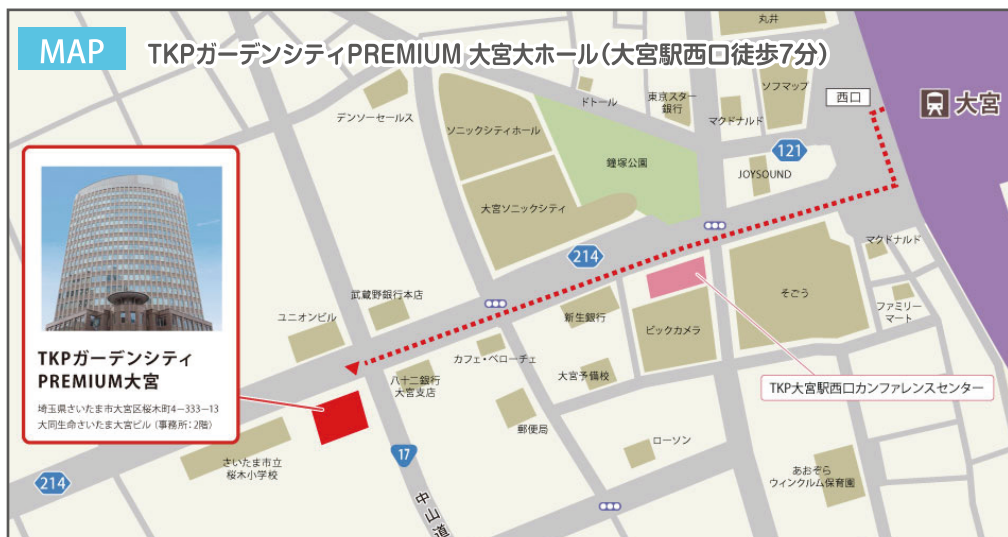 MAP
TKPガーデンシティPREMIUM 大宮大ホール(大宮駅西口徒歩7分)
丸井
ソフマップ
西口
大宮
デンソーセールス
ソニックシティホール
ドトール
東京スター
銀行
マクドナルド
121
鐘塚公園
JOYSOUND
大宮ソニックシティ
214
マクドナルド
そごう
武蔵野銀行本店
ユニオンビル
新生銀行
ビックカメラ
ファミリー
マート
カフェ・ベローチェ
八十二銀行
大宮支店
大宮予備校
TKP大宮駅西口カンファレンスセンター
TKPガーデンシティ
PREMIUM大宮
埼玉県さいたま市大宮区桜木町4-333-13
大同生命さいたま大宮ビル (事務所:2階)
郵便局
ローソン
17
さいたま市立
桜木小学校
あおぞら
ウィンクルム保育園
214
中山道